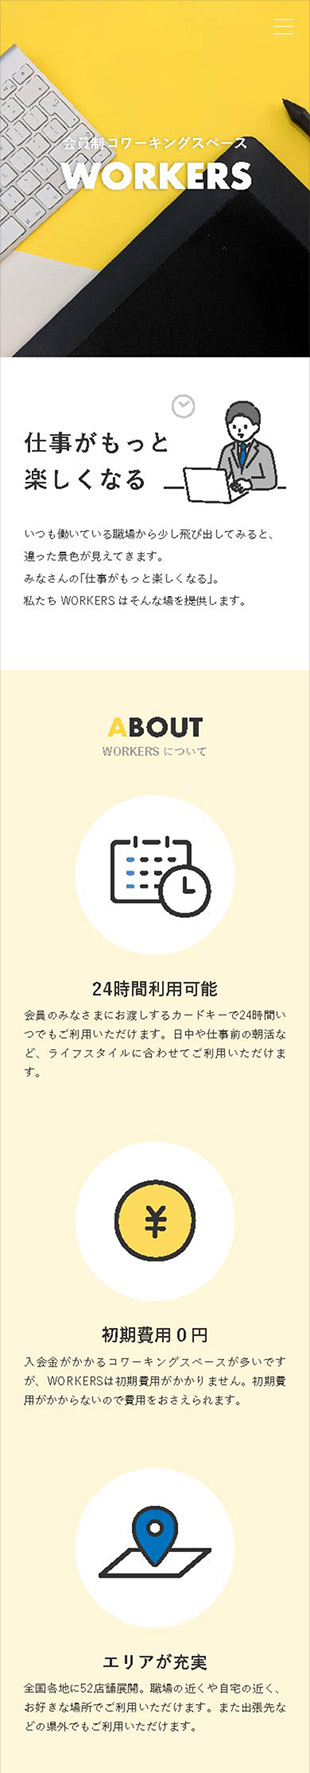 会員制コワーキングスペース
WORKERS
仕事がもっと
楽しくなる
いつも働いている職場から少し飛び出してみると、
違った景色が見えてきます。
みなさんの「仕事がもっと楽しくなる」。
私たち WORKERS はそんな場を提供します。
ABOUT
WORKERS について
24時間利用可能
会員のみなさまにお渡しするカードキーで24時間い
つでもご利用いただけます。日中や仕事前の朝活な
ど、ライフスタイルに合わせてご利用いただけま
す。
初期費用０円
入会金がかかるコワーキングスペースが多いです
が、WORKERSは初期費用がかかりません。初期費
用がかからないので費用をおさえられます。
エリアが充実
全国各地に52店舗展開。職場の近くや自宅の近く、
お好きな場所でご利用いただけます。また出張先な
どの県外でもご利用いただけます。